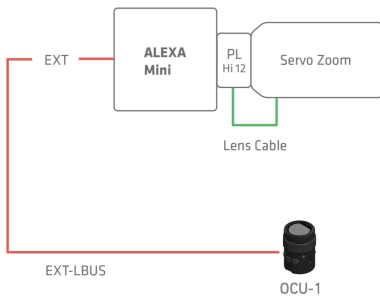 EXT
ALEXA
Mini
PL
Hi 12
Servo Zoom
Lens Cable
EXT-LBUS
OCU-1